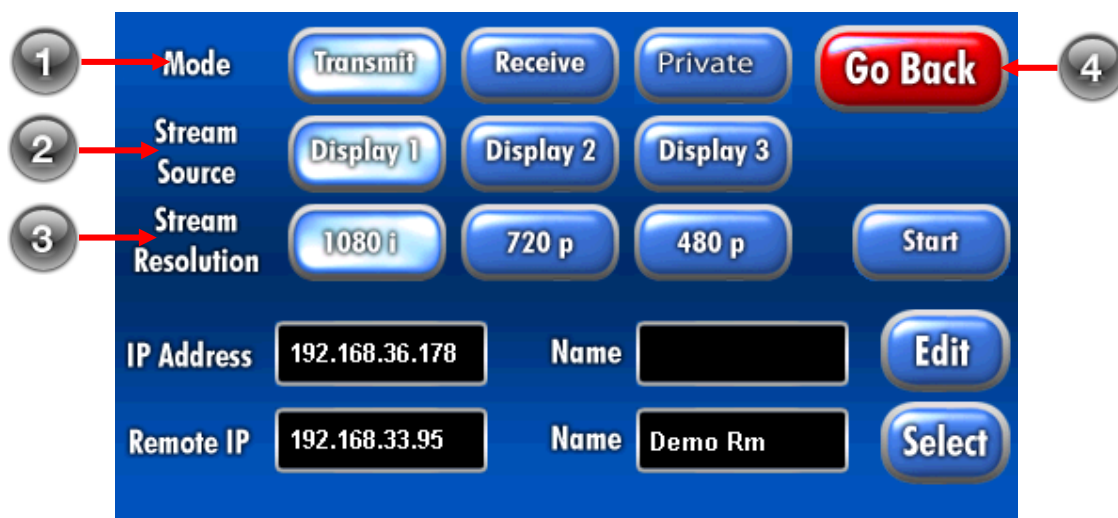 1
Mode
Transmit
Receive
Private
Go Back
4
2
Stream
Source
Display 1
Display 2
Display 3
3
Stream
Resolution
1080 i
720 p
480 p
Start
IP Address
192.168.36.178
Name
Edit
Remote IP
192.168.33.95
Name
Demo Rm
Select